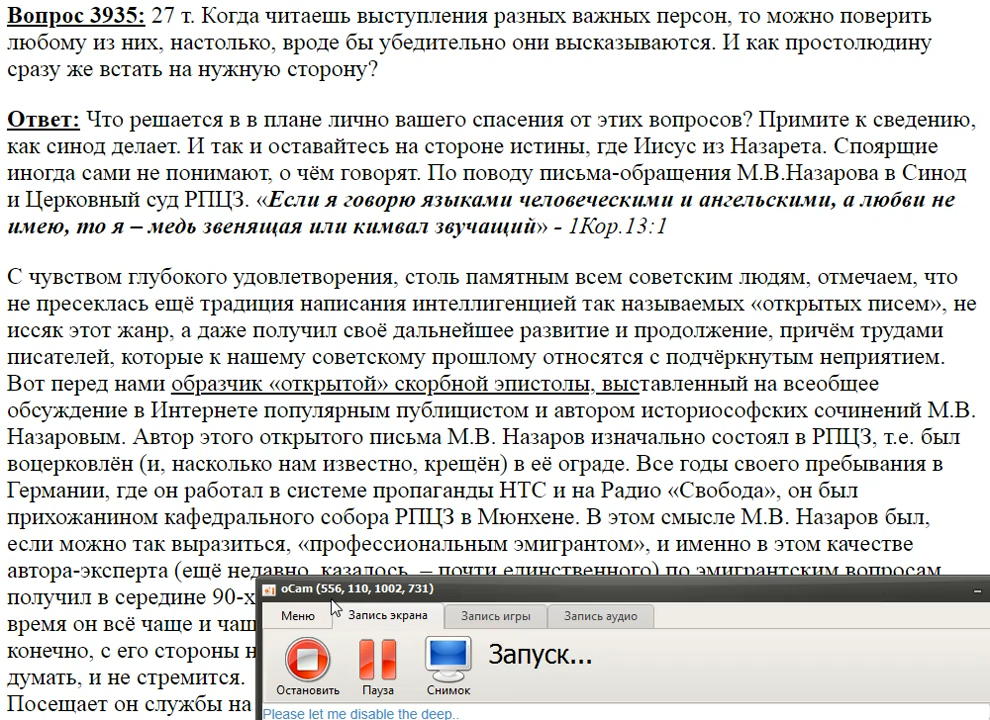 Вопрос 3935: 27 т. Когда читаешь выступления разных важных персон, то можно поверить
любому из них, настолько, вроде бы убедительно они высказываются. И как простолюдину
сразу же встать на нужную сторону?
Ответ: Что решается в в плане лично вашего спасения от этих вопросов? Примите к сведению,
как синод делает. И так и оставайтесь на стороне истины, где Иисус из Назарета. Споярщие
иногда сами не понимают, о чём говорят. По поводу письма-обращения М.В.Назарова в Синод
и Церковный суд РПЦЗ. «Если я говорю языками человеческими и ангельскими, а любви не
имею, то я – медь звенящая или кимвал звучащий» - 1Кор.13:1
С чувством глубокого удовлетворения, столь памятным всем советским людям, отмечаем, что
не пресеклась ещё традиция написания интеллигенцией так называемых «открытых писем», не
иссяк этот жанр, а даже получил своё дальнейшее развитие и продолжение, причём трудами
писателей, которые к нашему советскому прошлому относятся с подчёркнутым неприятием.
Вот перед нами образчик «открытой» скорбной эпистолы, выставленный на всеобщее
обсуждение в Интернете популярным публицистом и автором историософских сочинений М.В.
Назаровым. Автор этого открытого письма М.В. Назаров изначально состоял в РПЦЗ, т.е. был
воцерковлён (и, насколько нам известно, крещён) в её ограде. Все годы своего пребывания в
Германии, где он работал в системе пропаганды НТС и на Радио «Свобода», он был
прихожанином кафедрального собора РПЦЗ в Мюнхене. В этом смысле М.В. Назаров был,
если можно так выразиться, «профессиональным эмигрантом», и именно в этом качестве
автора-эксперта (ещё недавно, казалось, – почти единственного) по эмигрантским вопросам
получил в середине 90-х
время он всё чаще и чащ
конечно, с его стороны н
думать, и не стремится.
Посещает он службы на
oCam (556, 110, 1002, 731)
Меню Запись экрана Запись игры Запись аудио
Запуск...
Остановить Пауза Снимок
Please let me disable the deep..